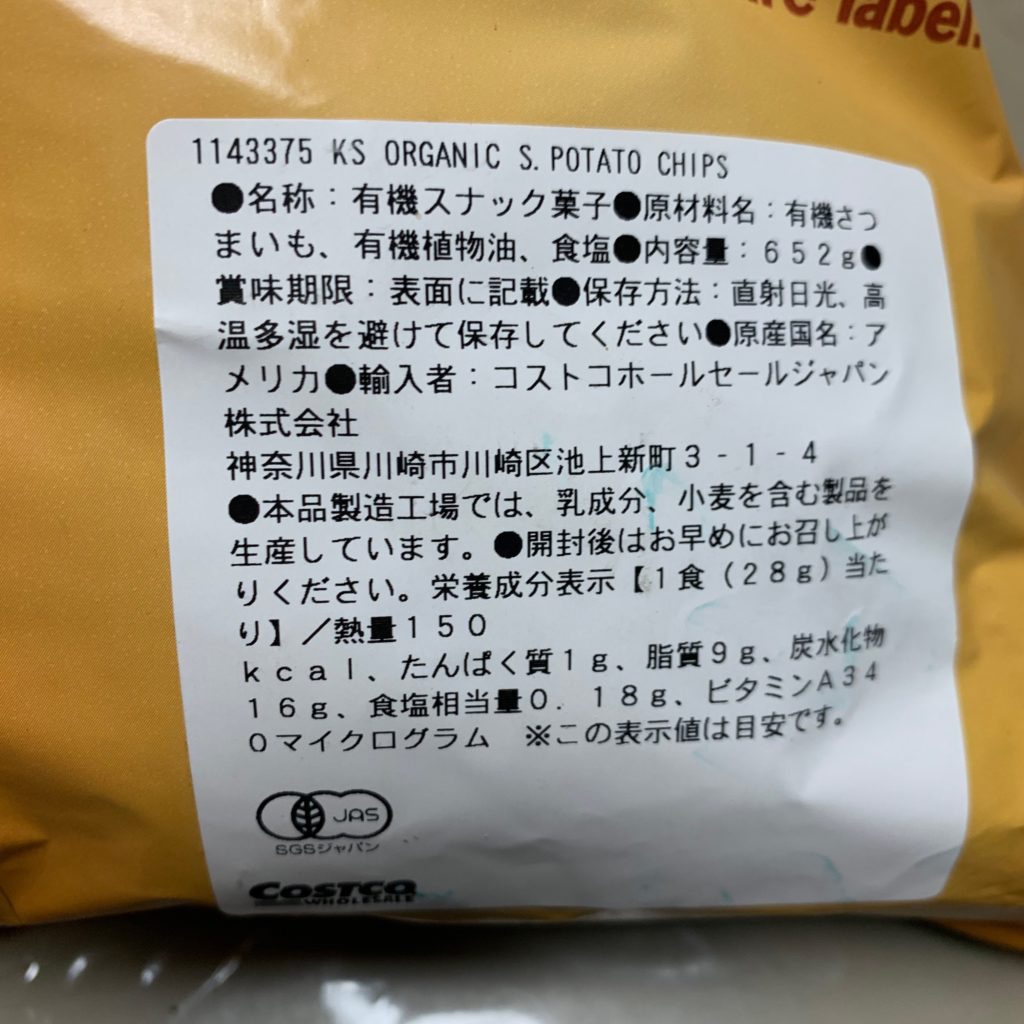 label.
1143375 KS ORGANIC S. POTATO CHIPS
●名称：有機スナック菓子●原材料名：有機さつ
まいも、有機植物油、食塩●内容量：６５２ｇ●
賞味期限：表面に記載●保存方法：直射日光、高
温多湿を避けて保存してください●原産国名：ア
メリカ●輸入者：コストコホールセールジャパン
株式会社
神奈川県川崎市川崎区池上新町３－１－４
●本品製造工場では、乳成分、小麦を含む製品を
生産しています。●開封後はお早めにお召し上が
りください。栄養成分表示【１食（２８ｇ）当た
り】／熱量１５０
ｋｃａｌ、たんぱく質１ｇ、脂質９ｇ、炭水化物
１６ｇ、食塩相当量０．１８ｇ、ビタミンＡ３４
０マイクログラム　※この表示値は目安です。
JAS
SGSジャパン
COSTCO
WHOLESALE